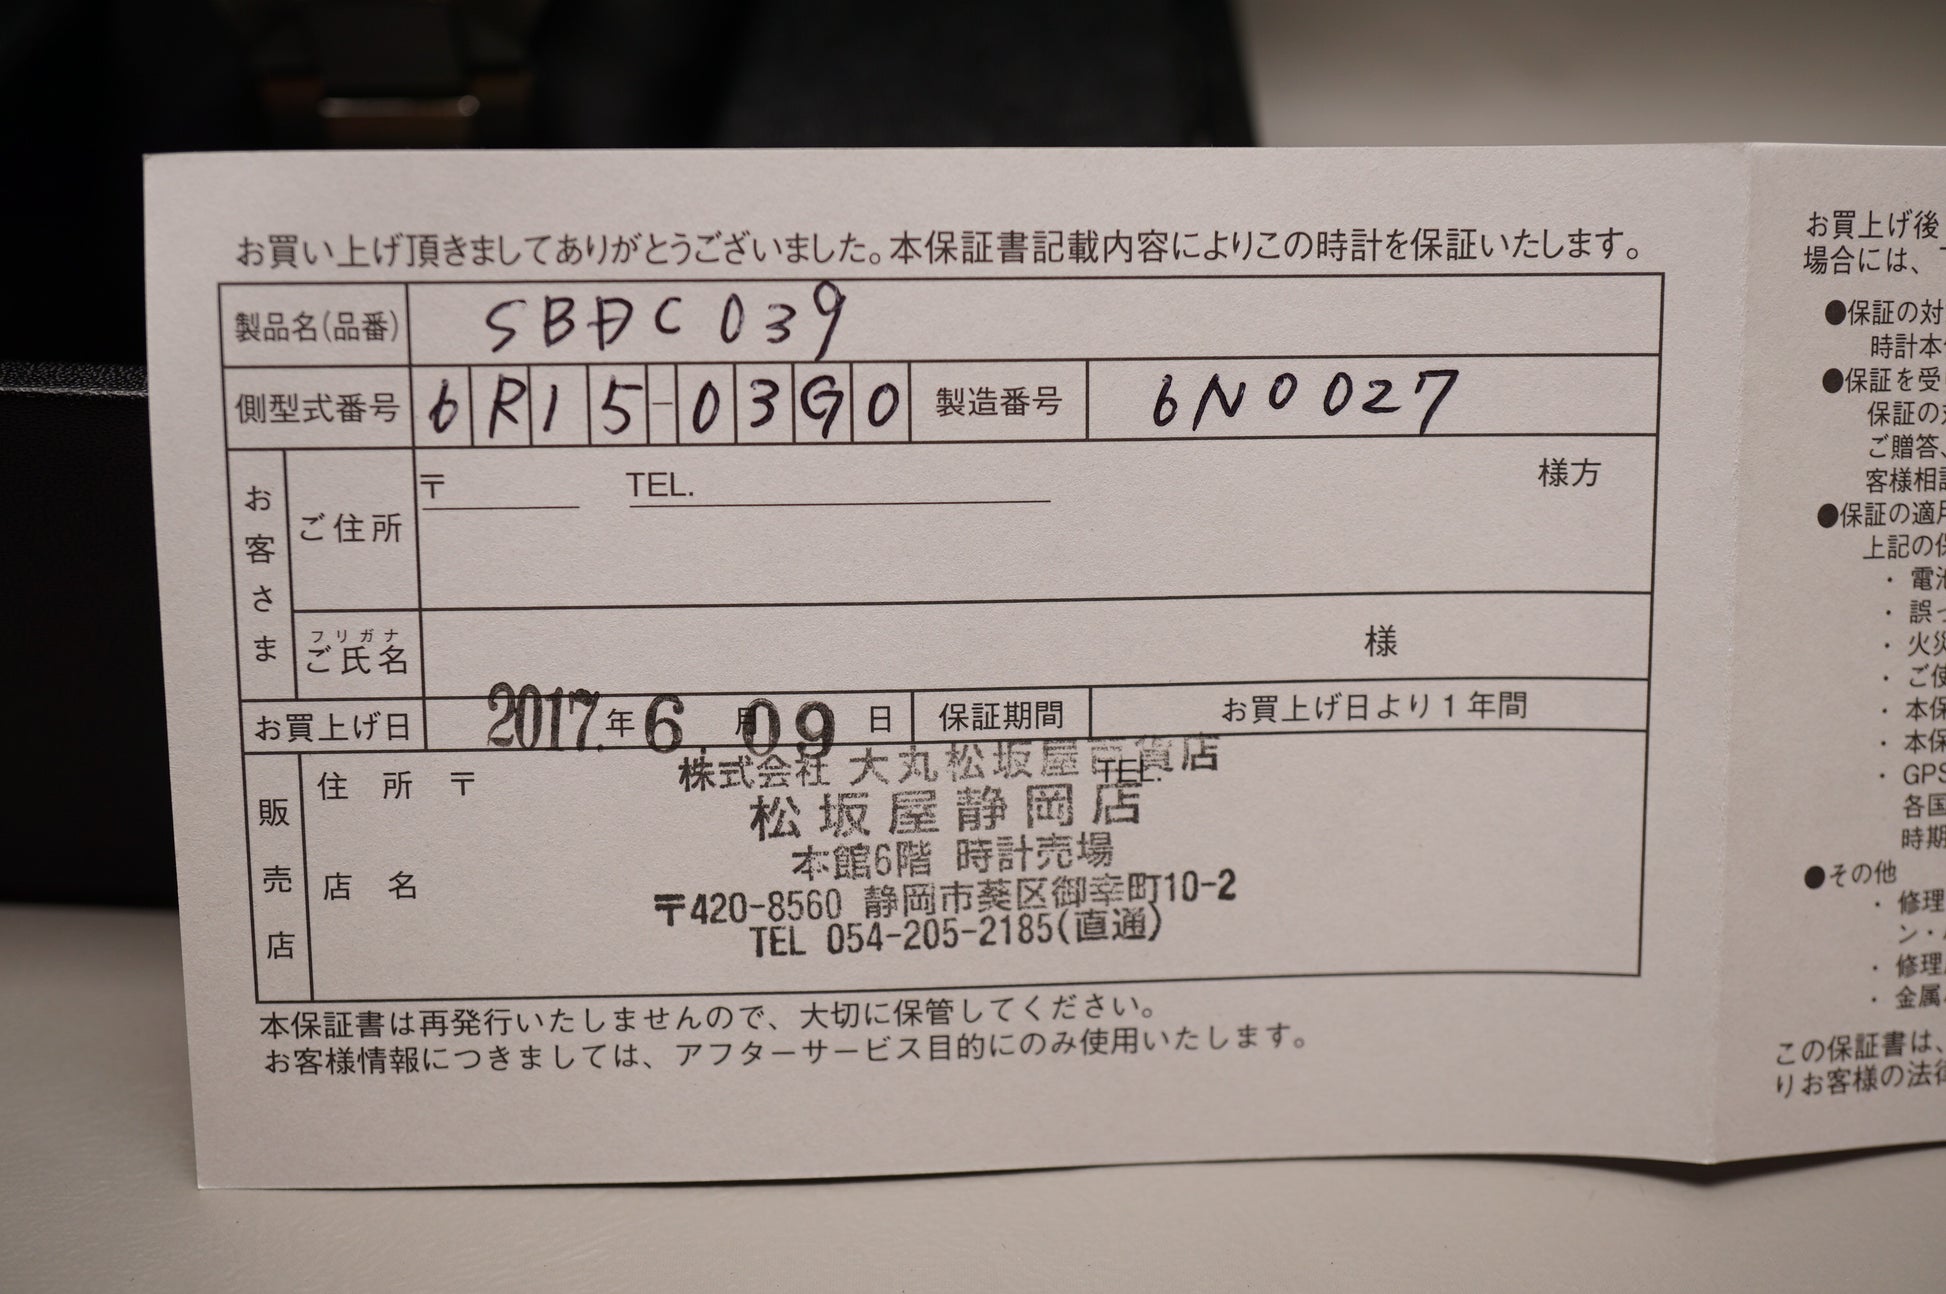 お買い上げ頂きましてありがとうございました。本保証書記載内容によりこの時計を保証いたします。
製品名(品番) SBDC039
側型式番号 6R15-03G0 製造番号 6N0027
お客さま
ご住所 〒 TEL. 様方
フリガナ
ご氏名 様
お買上げ日 2017.年6.月09日 保証期間 お買上げ日より1年間
販売店
住所 〒 TEL.
店名
株式会社 大丸松坂屋百貨店
松坂屋静岡店
本館6階 時計売場
〒420-8560 静岡市葵区御幸町10-2
TEL 054-205-2185(直通)
本保証書は再発行いたしませんので、大切に保管してください。
お客様情報につきましては、アフターサービス目的にのみ使用いたします。
お買上げ後
場合には、
●保証の対
時計本
●保証を受
保証の
ご贈答、
客様相
●保証の適
上記の
・電
・誤
・火
・ご
・本保
・本保
・GPS
各国
時期
●その他
・修理
ン・
・修理
・金属
この保証書は、
りお客様の法